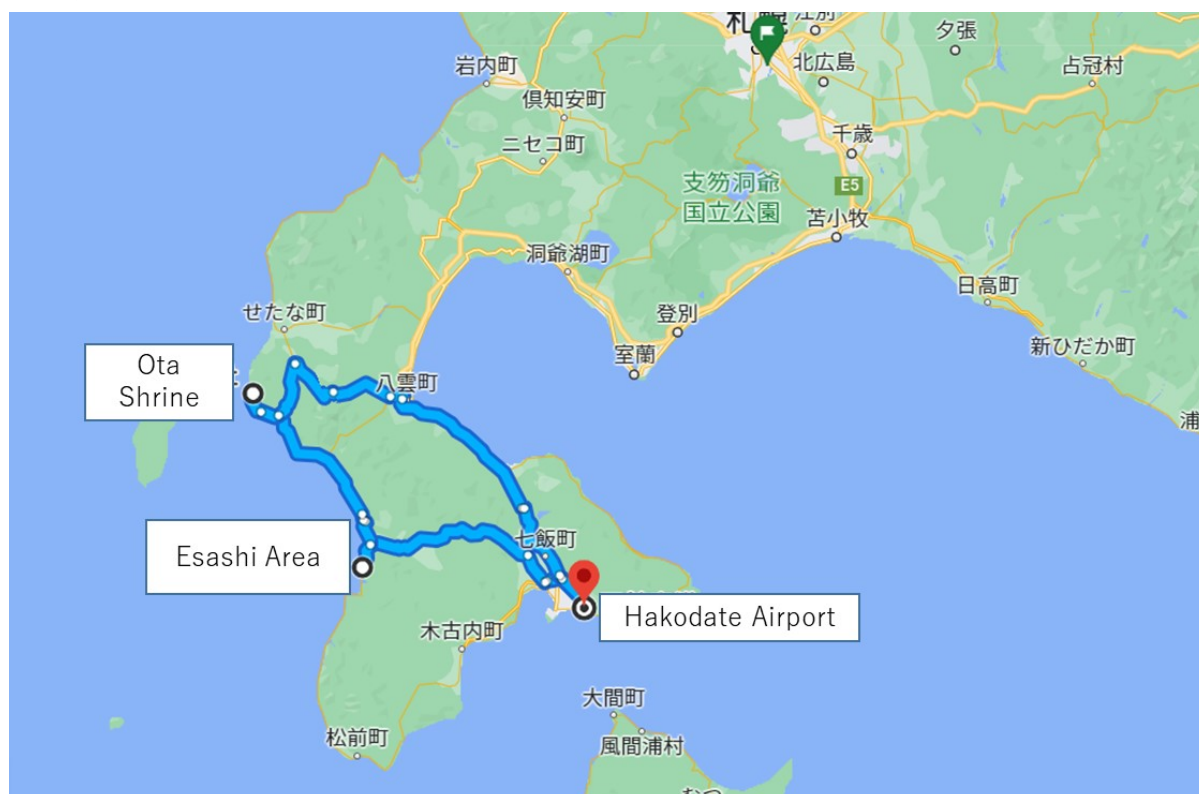 札幌
江別
夕張
岩内町
北広島
占冠村
倶知安町
千歳
ニセコ町
支笏洞爺
国立公園
E5
苫小牧
洞爺湖町
日高町
せたな町
登別
新ひだか町
室蘭
Ota
Shrine
八雲町
浦
Esashi Area
七飯町
Hakodate Airport
木古内町
大間町
松前町
風間浦村
むつ